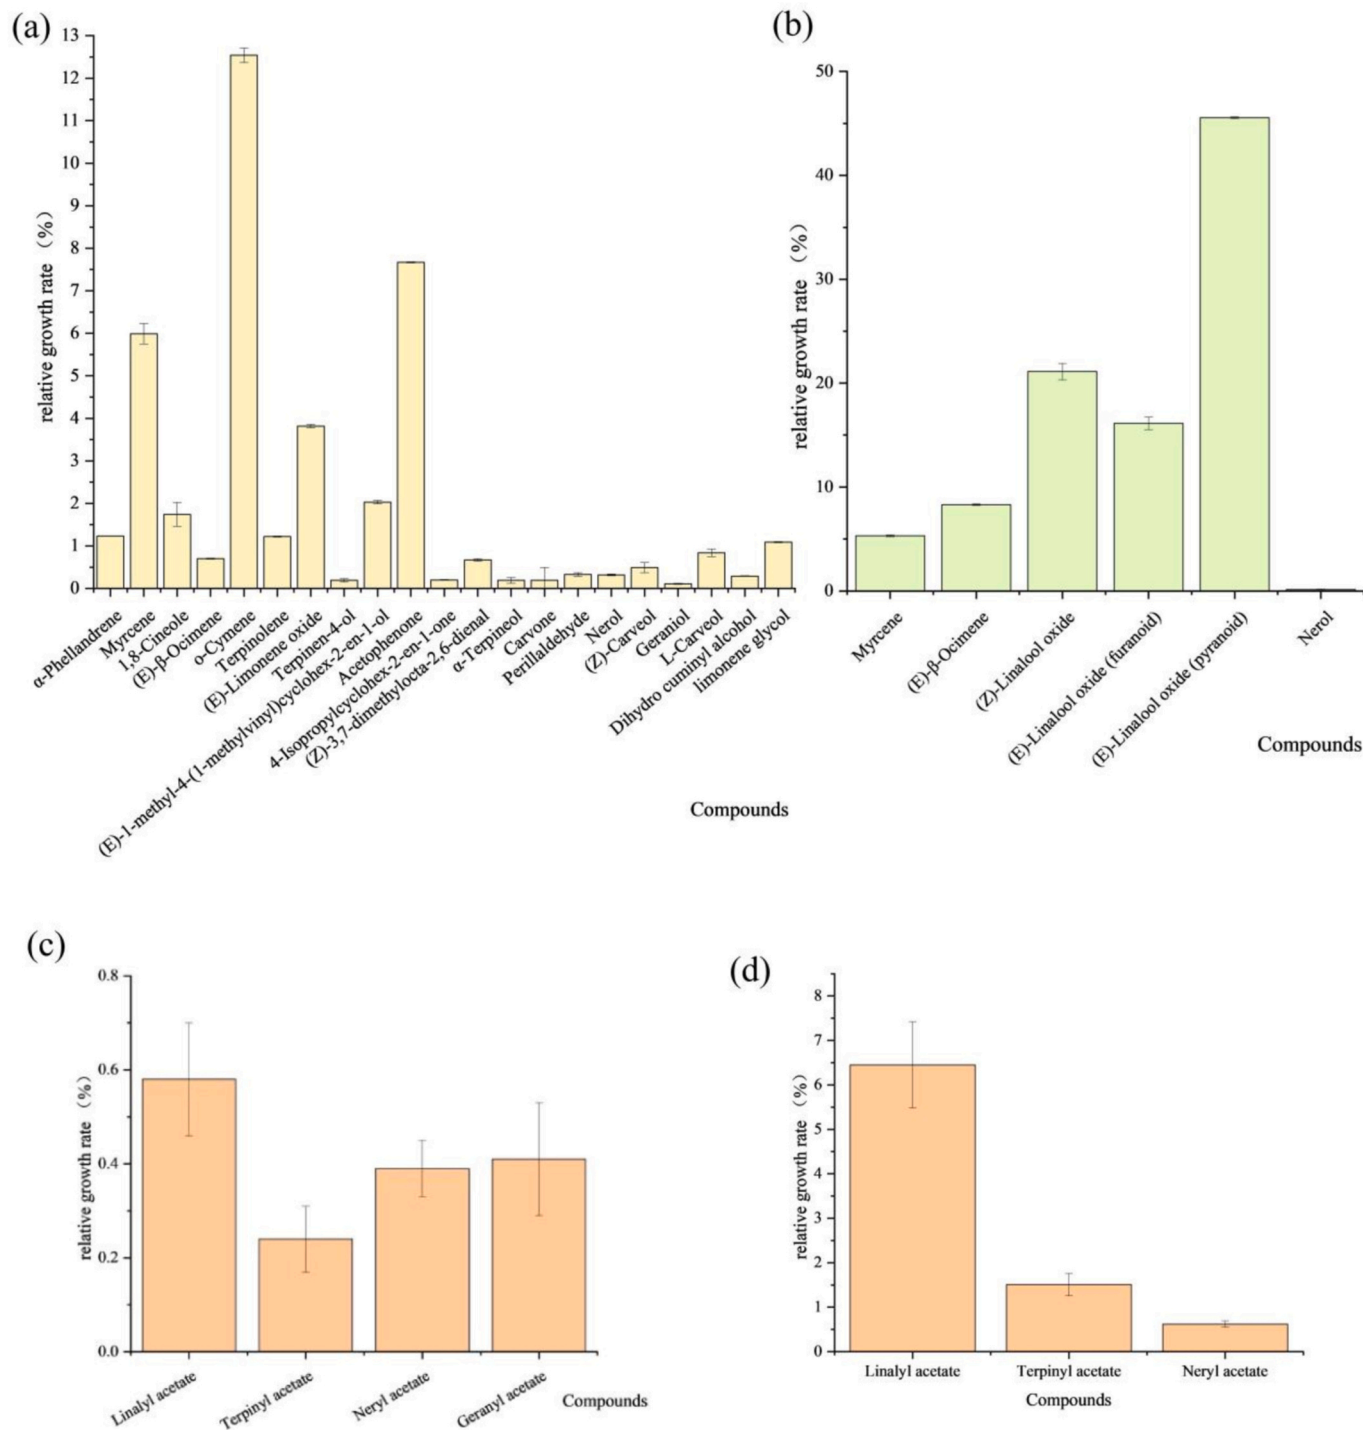 (a)
13
12
11
10
9
8
7
6
5
4
3
2
1
0
relative growth rate （%）
α-Phellandrene
Myrcene
1,8-Cineole
(E)-β-Ocimene
o-Cymene
Terpinolene
(E)-Limonene oxide
Terpinen-4-ol
(E)-1-methyl-4-(1-methylvinyl)cyclohex-2-en-1-ol
Acetophenone
4-Isopropylcyclohex-2-en-1-one
(Z)-3,7-dimethylocta-2,6-dienal
α-Terpineol
Carvone
Perillaldehyde
Nerol
(Z)-Carveol
Geraniol
L-Carveol
Dihydro cuminyl alcohol
limonene glycol
Compounds
(b)
50
40
30
20
10
0
relative growth rate （%）
Myrcene
(E)-β-Ocinene
(Z)-Linalool oxide
(E)-Linalool oxide (furanoid)
(E)-Linalool oxide (pyranoid)
Nerol
Compounds
(c)
0.8
0.6
0.4
0.2
0.0
relative growth rate （%）
Linalyl acetate
Terpinyl acetate
Neryl acetate
Geranyl acetate
Compounds
(d)
8
7
6
5
4
3
2
1
0
relative growth rate （%）
Linalyl acetate
Terpinyl acetate
Neryl acetate
Compounds